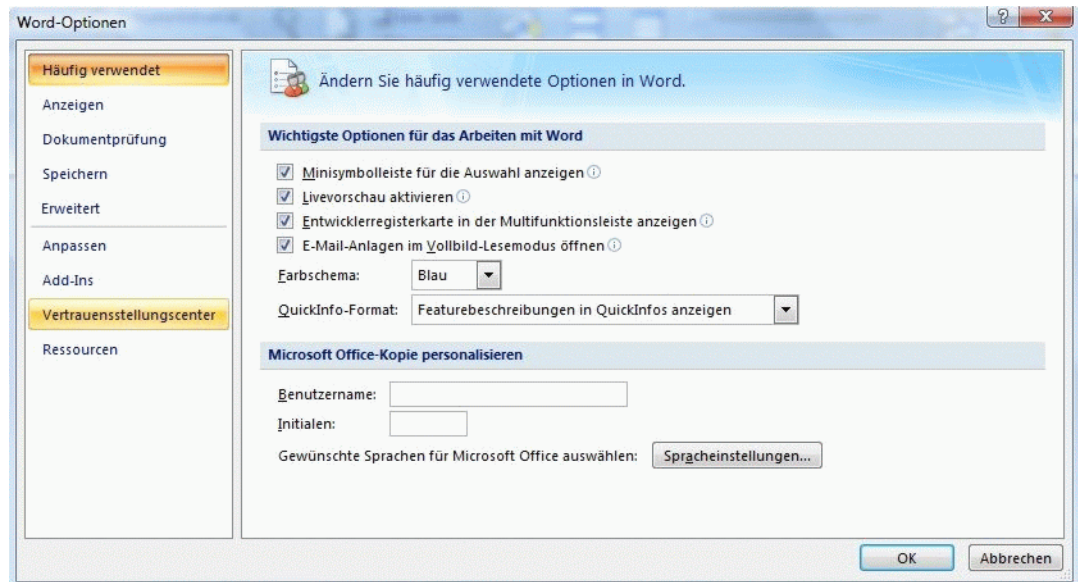 Word-Optionen
Häufig verwendet
Anzeigen
Dokumentprüfung
Speichern
Erweitert
Anpassen
Add-Ins
Vertrauensstellungscenter
Ressourcen
Ändern Sie häufig verwendete Optionen in Word.
Wichtigste Optionen für das Arbeiten mit Word
Minisymbolleiste für die Auswahl anzeigen
Livevorschau aktivieren
Entwicklerregisterkarte in der Multifunktionsleiste anzeigen
E-Mail-Anlagen im Vollbild-Lesemodus öffnen
Farbschema: Blau
QuickInfo-Format: Featurebeschreibungen in QuickInfos anzeigen
Microsoft Office-Kopie personalisieren
Benutzername:
Initialen:
Gewünschte Sprachen für Microsoft Office auswählen: Spracheinstellungen...
OK Abbrechen